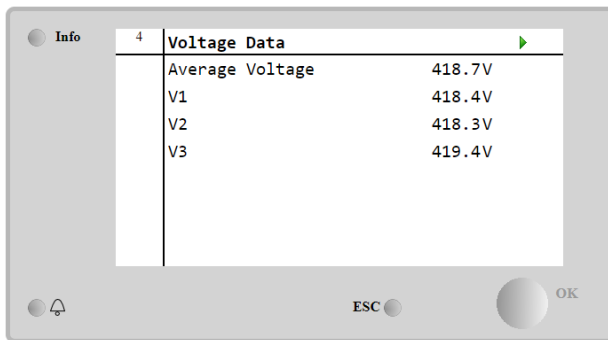 Info
4 Voltage Data
Average Voltage 418.7V
V1 418.4V
V2 418.3V
V3 419.4V
ESC OK